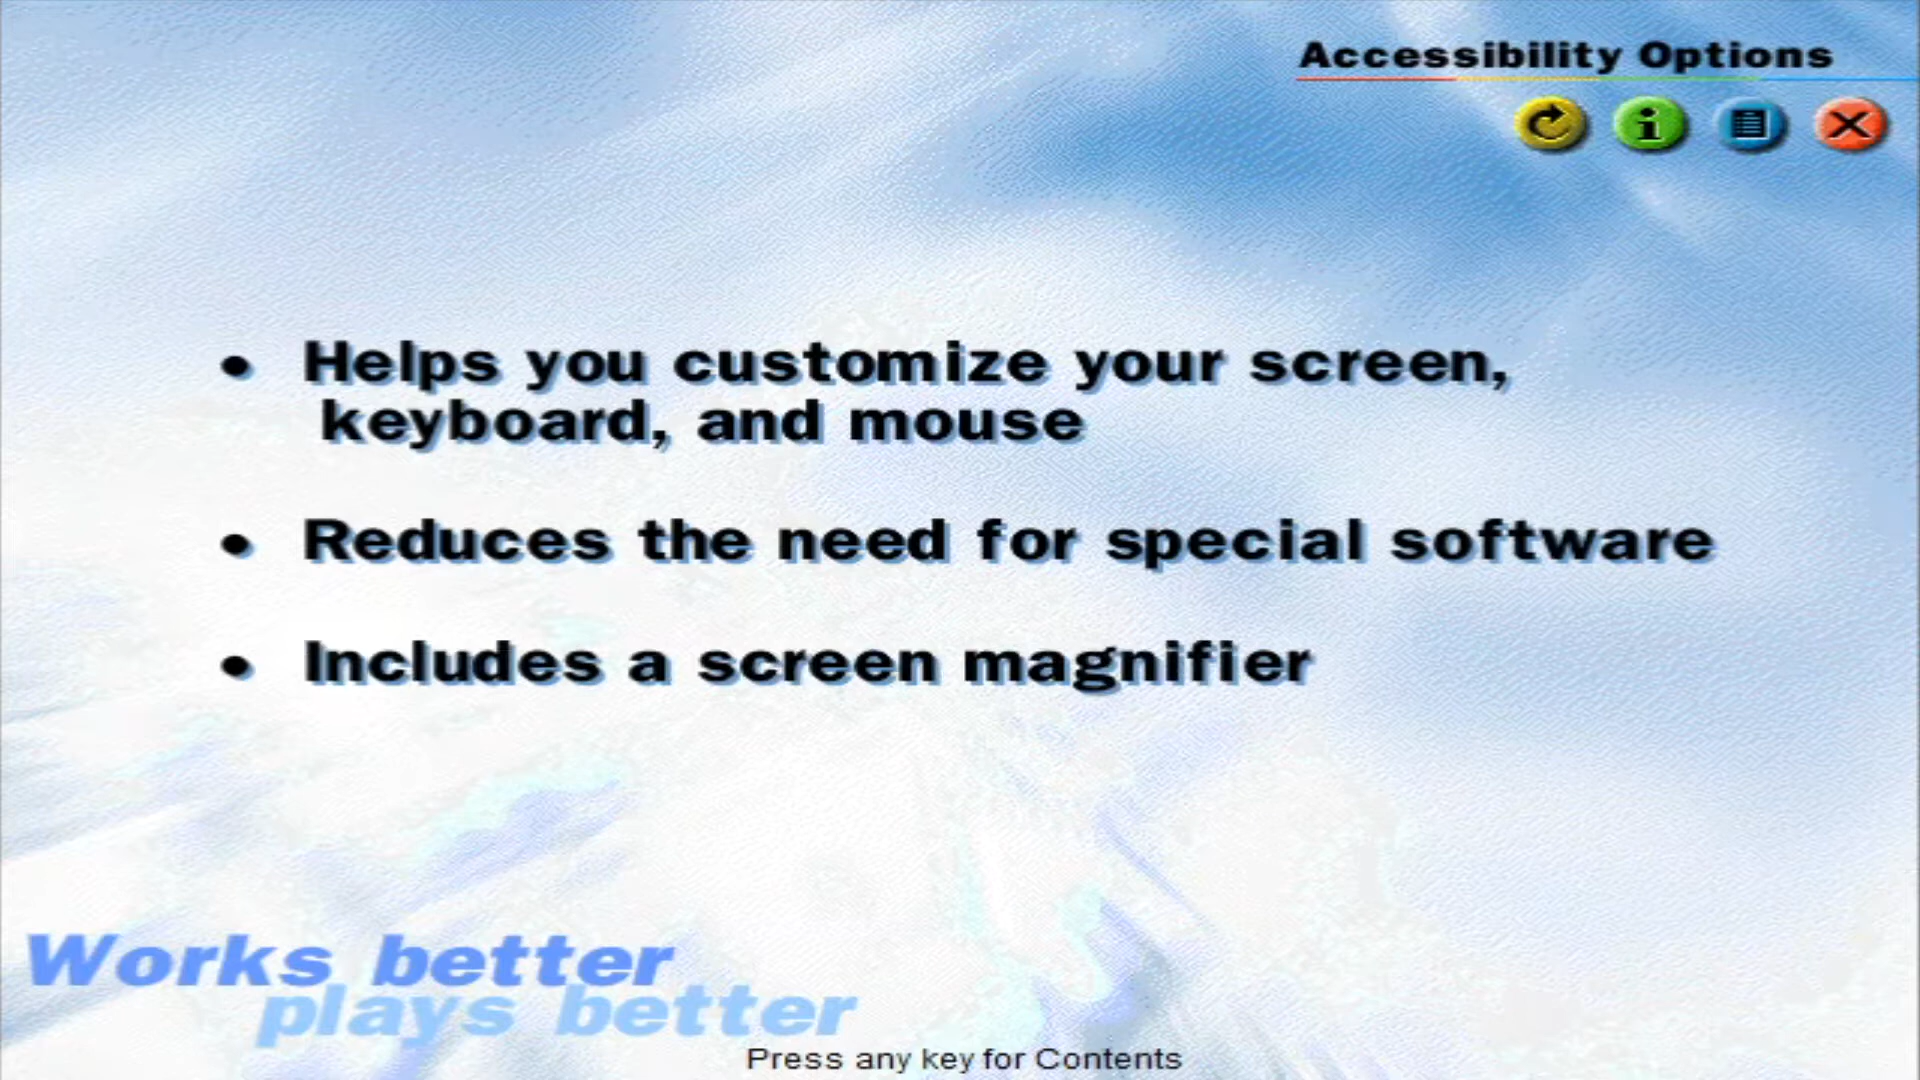 Accessibility Options
• Helps you customize your screen,
keyboard, and mouse
• Reduces the need for special software
• Includes a screen magnifier
Works better
plays better
Press any key for Contents